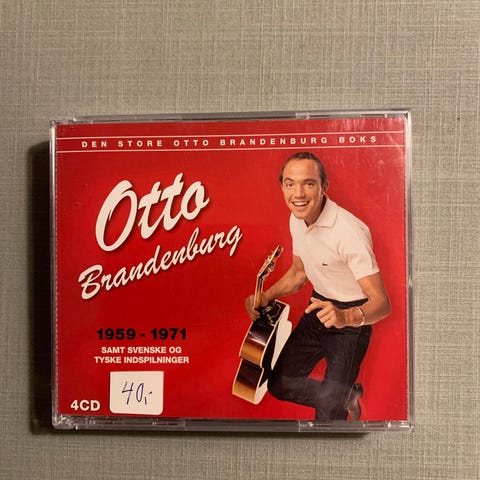 DEN STORE OTTO BRANDENBURG BOKS
Otto
Brandenburg
1959 - 1971
SAMT SVENSKE OG
TYSKE INDSPILNINGER
4CD
40,-